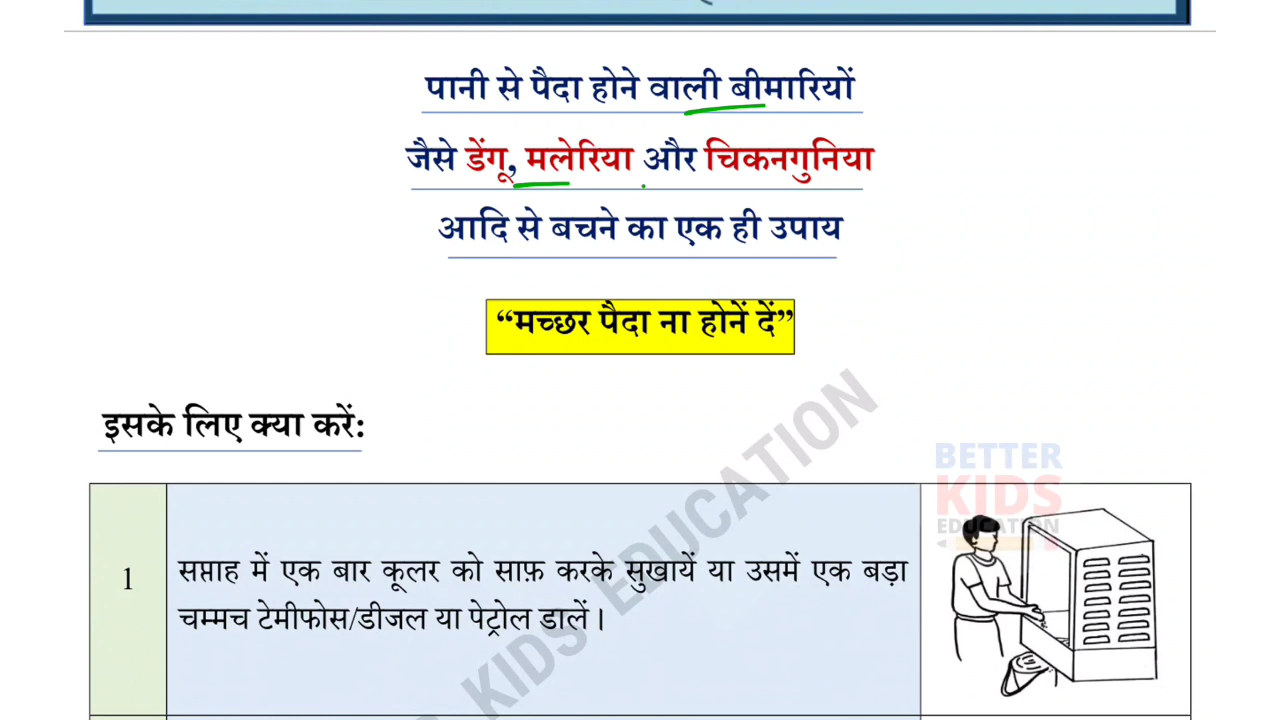 पानी से पैदा होने वाली बीमारियों
जैसे डेंगू, मलेरिया और चिकनगुनिया
आदि से बचने का एक ही उपाय
“मच्छर पैदा ना होनें दें”
इसके लिए क्या करें:
BETTER
KIDS
EDUCATION
1
सप्ताह में एक बार कूलर को साफ़ करके सुखायें या उसमें एक बड़ा
चम्मच टेमीफोस/डीजल या पेट्रोल डालें।
KIDS EDUCATION